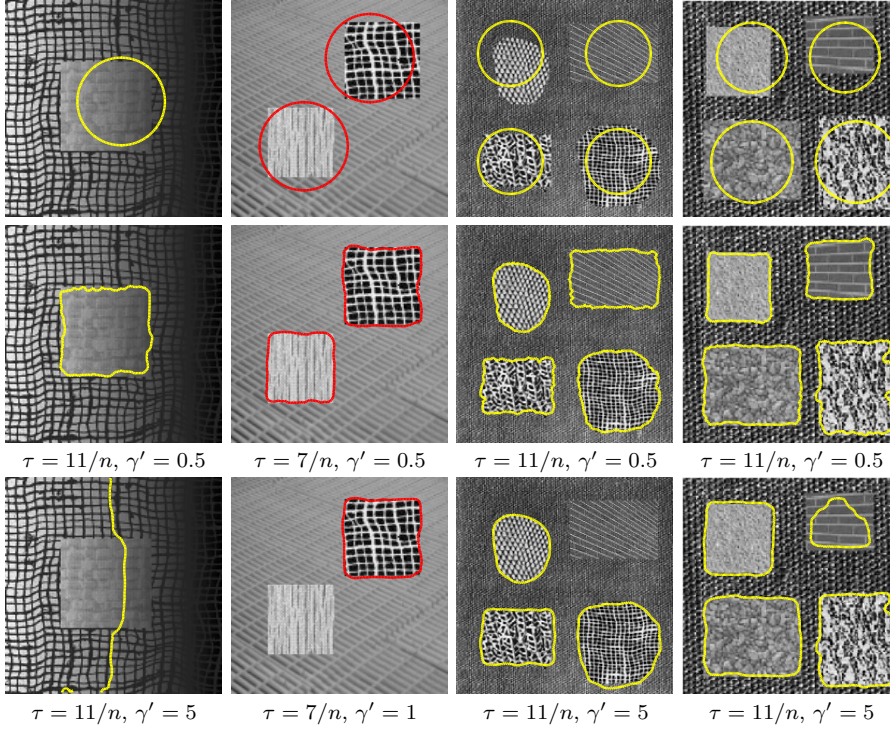 τ = 11/n, γ′ = 0.5 τ = 7/n, γ′ = 0.5 τ = 11/n, γ′ = 0.5 τ = 11/n, γ′ = 0.5
τ = 11/n, γ′ = 5 τ = 7/n, γ′ = 1 τ = 11/n, γ′ = 5 τ = 11/n, γ′ = 5